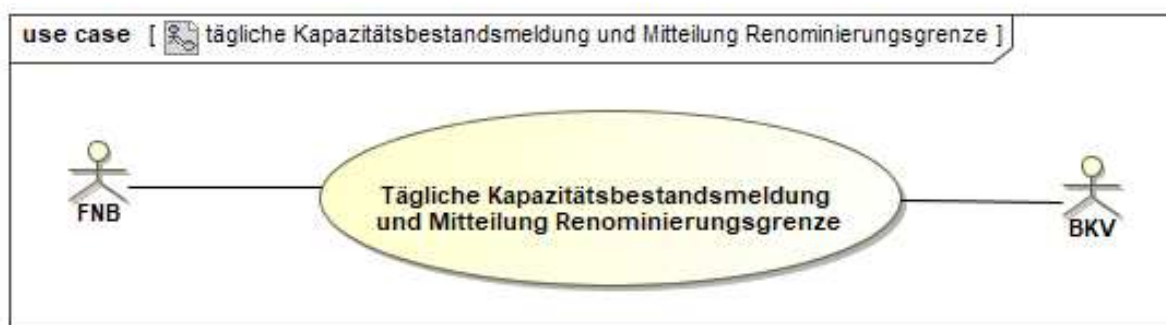 use case [ tägliche Kapazitätsbestandsmeldung und Mitteilung Renominierungsgrenze ]
Tägliche Kapazitätsbestandsmeldung
und Mitteilung Renominierungsgrenze
FNB
BKV